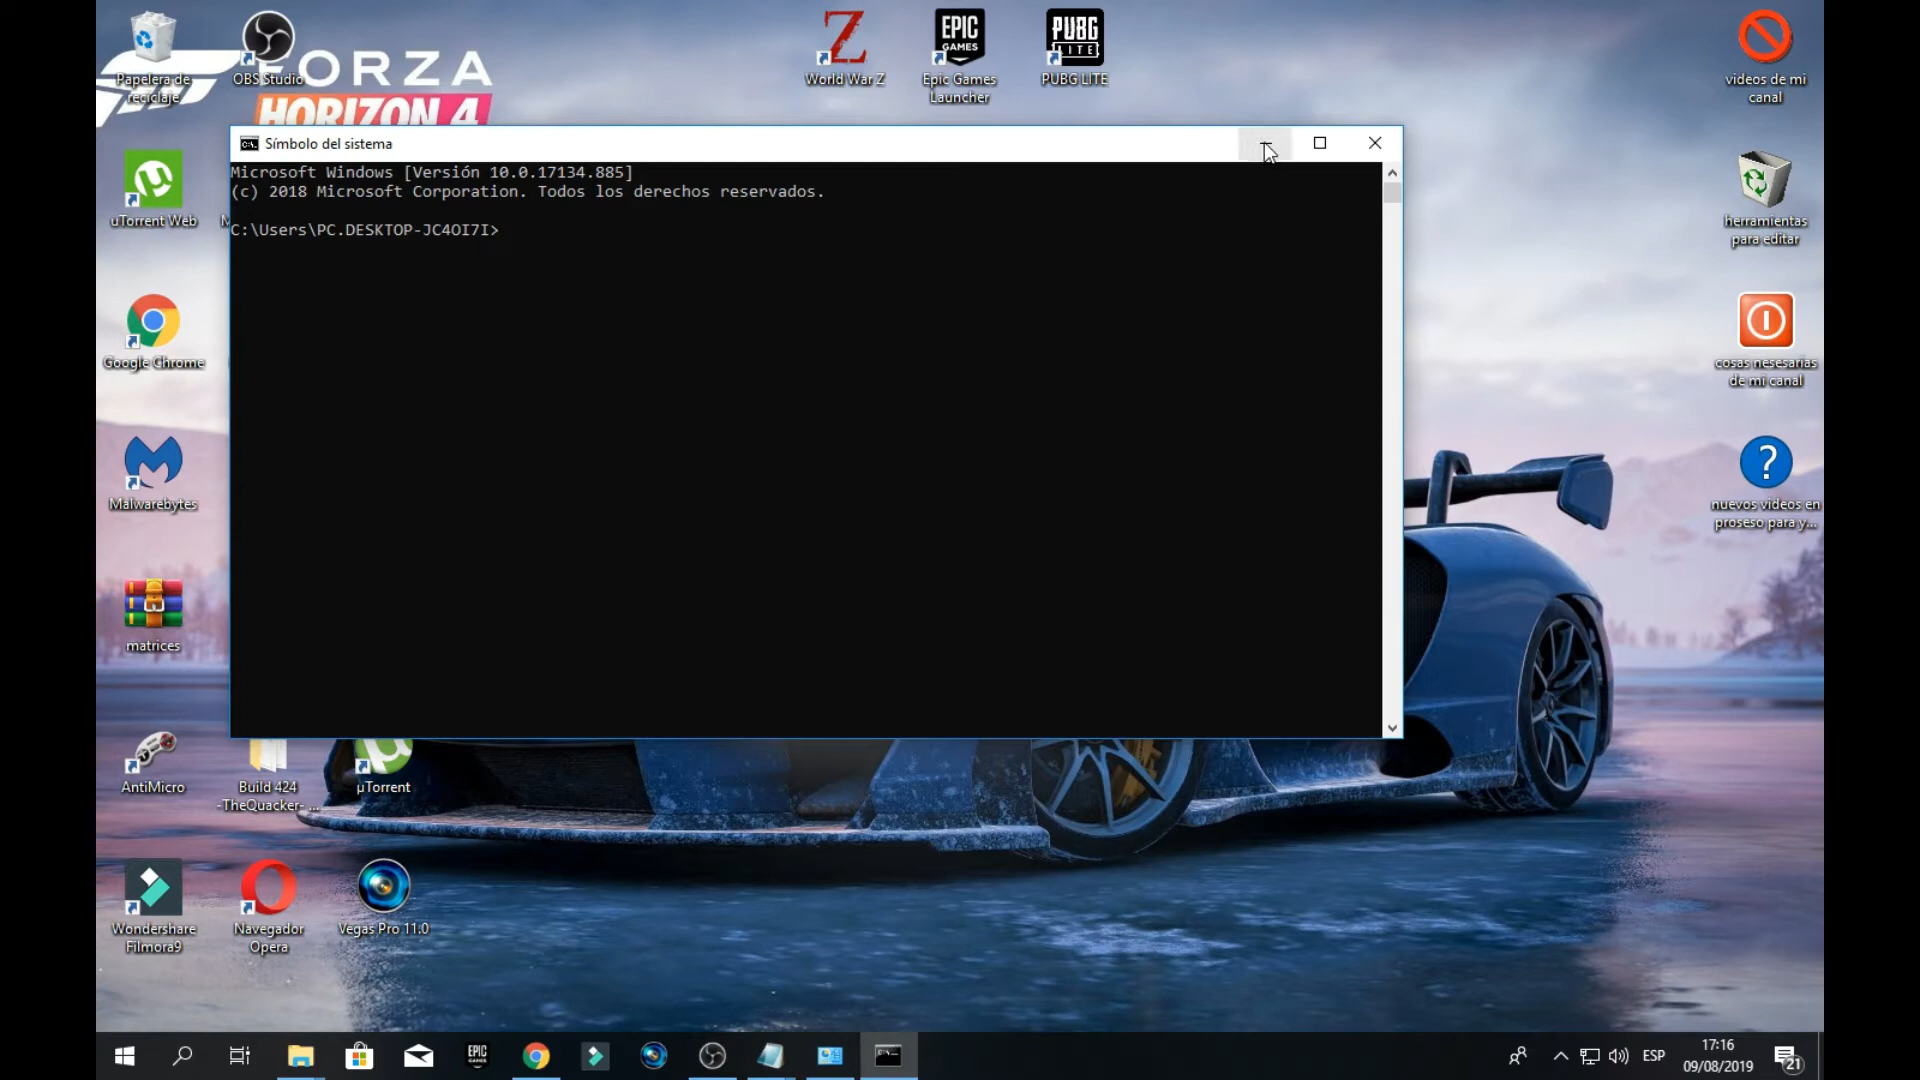 Papelera de
reciclaje
OBS Studio
FORZA
HORIZON 4
World War Z
EPIC
GAMES
Epic Games
Launcher
PUBG
LITE
PUBG LITE
videos de mi
canal
Símbolo del sistema
Microsoft Windows [Versión 10.0.17134.885]
(c) 2018 Microsoft Corporation. Todos los derechos reservados.
C:\Users\PC.DESKTOP-JC4OI7I>
uTorrent Web
herramientas
para editar
Google Chrome
cosas nesesarias
de mi canal
Malwarebytes
nuevos videos en
proseso para y...
matrices
AntiMicro
Build 424
-TheQuacker-...
µTorrent
Wondershare
Filmora9
Navegador
Opera
Vegas Pro 11.0
EPIC
ESP
17:16
09/08/2019
21